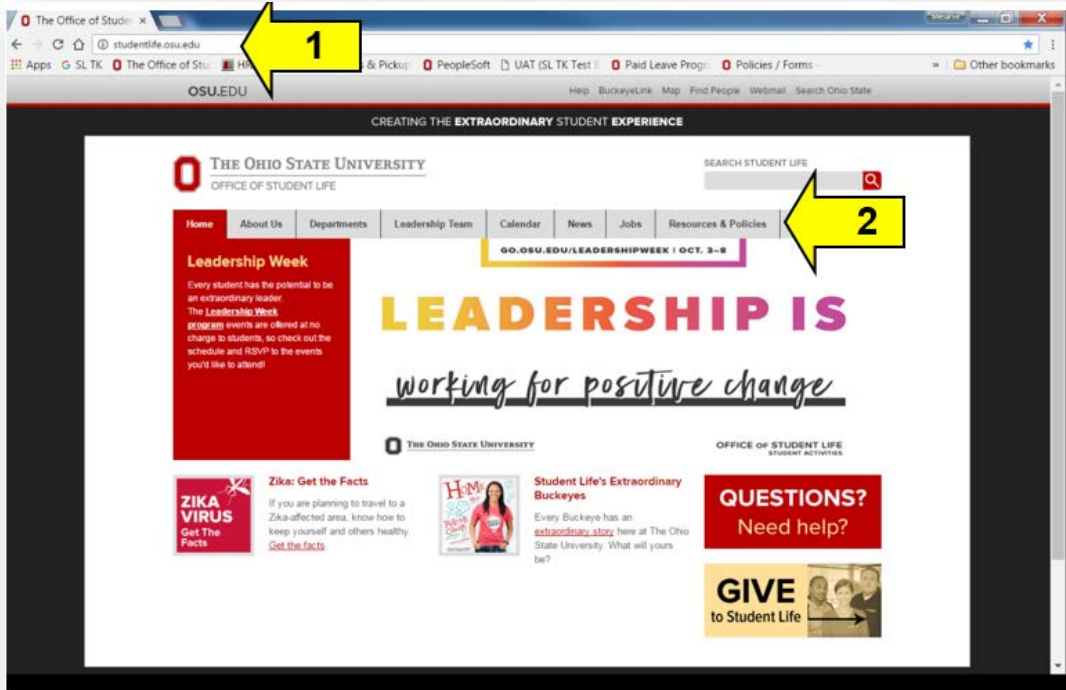 The Office of Studen
1
studentlife.osu.edu
Apps SL TK The Office of Stu & Pickup PeopleSoft UAT (SL TK Test E Paid Leave Progr Policies / Forms - » Other bookmarks
OSU.EDU Help BuckeyeLink Map Find People Webmail Search Ohio State
CREATING THE EXTRAORDINARY STUDENT EXPERIENCE
THE OHIO STATE UNIVERSITY
OFFICE OF STUDENT LIFE
SEARCH STUDENT LIFE
Home About Us Departments Leadership Team Calendar News Jobs Resources & Policies
2
Leadership Week
Every student has the potential to be
an extraordinary leader.
The Leadership Week
program events are offered at no
charge to students, so check out the
schedule and RSVP to the events
you'd like to attend!
GO.OSU.EDU/LEADERSHIPWEEK | OCT. 3–8
LEADERSHIP IS
working for positive change
THE OHIO STATE UNIVERSITY
OFFICE OF STUDENT LIFE
STUDENT ACTIVITIES
ZIKA
VIRUS
Get The
Facts
Zika: Get the Facts
If you are planning to travel to a
Zika-affected area, know how to
keep yourself and others healthy.
Get the facts
HOME
Student Life's Extraordinary
Buckeyes
Every Buckeye has an
extraordinary story here at The Ohio
State University. What will yours
be?
QUESTIONS?
Need help?
GIVE
to Student Life